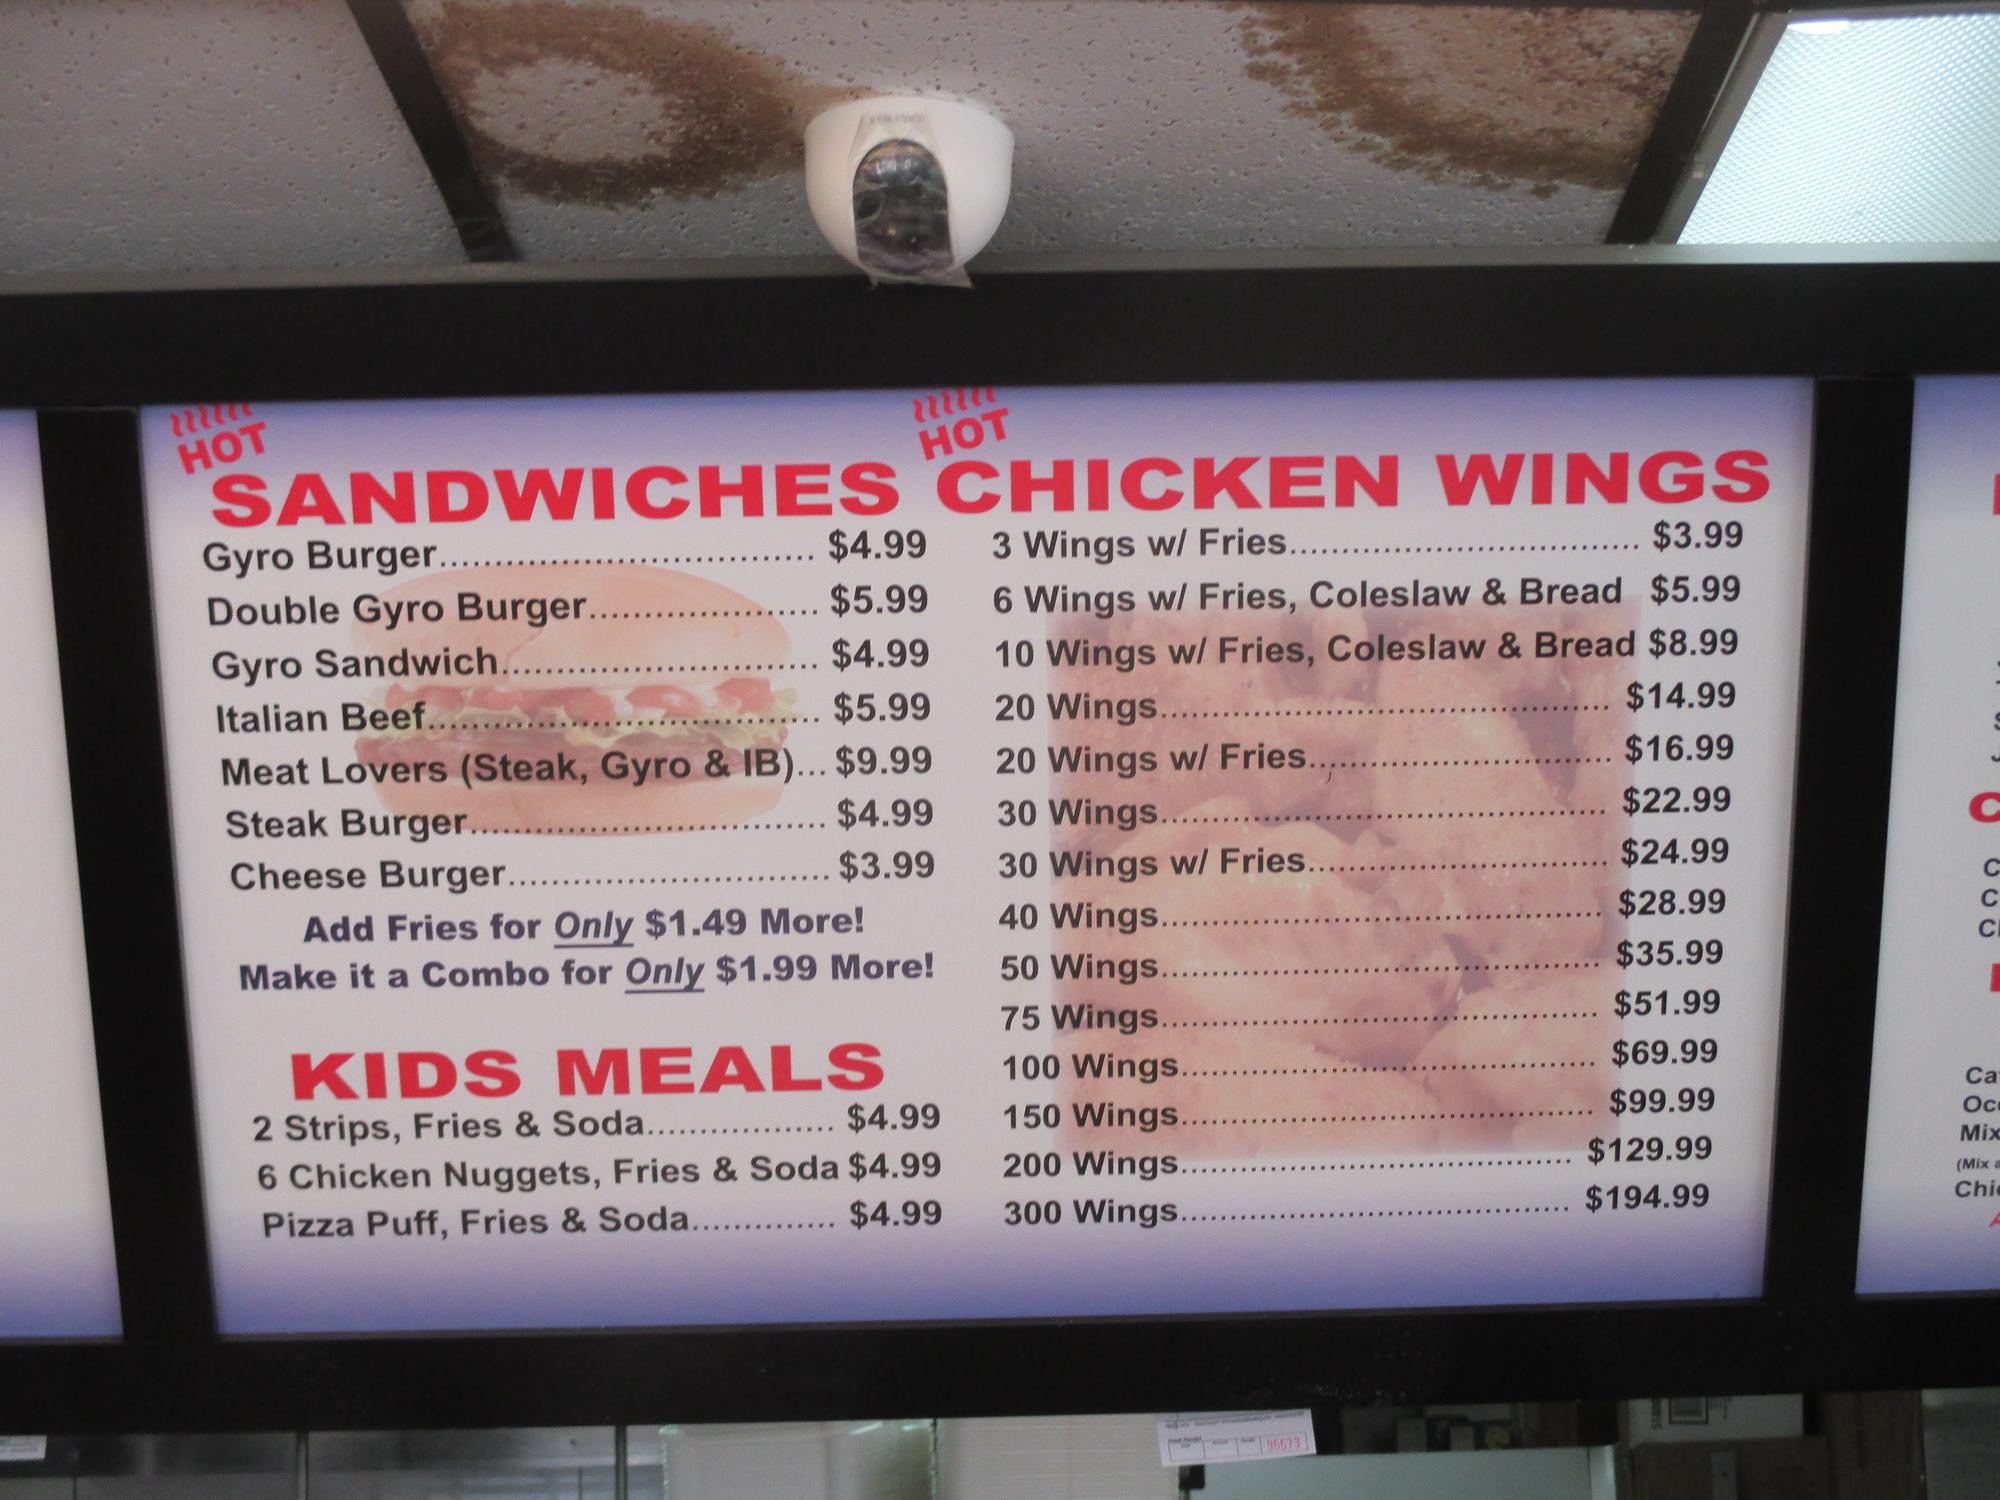 SAMSUNG
HOT
SANDWICHES
Gyro Burger........................................ $4.99
Double Gyro Burger........................ $5.99
Gyro Sandwich.................................. $4.99
Italian Beef.......................................... $5.99
Meat Lovers (Steak, Gyro & IB)... $9.99
Steak Burger...................................... $4.99
Cheese Burger.................................. $3.99
Add Fries for Only $1.49 More!
Make it a Combo for Only $1.99 More!
KIDS MEALS
2 Strips, Fries & Soda................... $4.99
6 Chicken Nuggets, Fries & Soda $4.99
Pizza Puff, Fries & Soda.............. $4.99
HOT
CHICKEN WINGS
3 Wings w/ Fries.................................... $3.99
6 Wings w/ Fries, Coleslaw & Bread $5.99
10 Wings w/ Fries, Coleslaw & Bread $8.99
20 Wings.............................................. $14.99
20 Wings w/ Fries............................... $16.99
30 Wings.............................................. $22.99
30 Wings w/ Fries............................... $24.99
40 Wings.............................................. $28.99
50 Wings.............................................. $35.99
75 Wings.............................................. $51.99
100 Wings........................................... $69.99
150 Wings........................................... $99.99
200 Wings......................................... $129.99
300 Wings......................................... $194.99
(Mix
95573